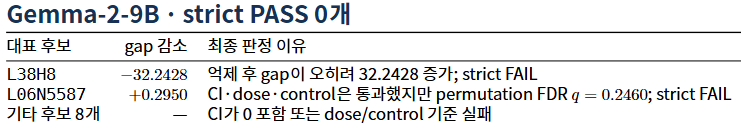 Gemma-2-9B · strict PASS 0개
대표 후보 gap 감소 최종 판정 이유
L38H8 −32.2428 억제 후 gap이 오히려 32.2428 증가; strict FAIL
L06N5587 +0.2950 CI·dose·control은 통과했지만 permutation FDR q = 0.2460; strict FAIL
기타 후보 8개 — CI가 0 포함 또는 dose/control 기준 실패